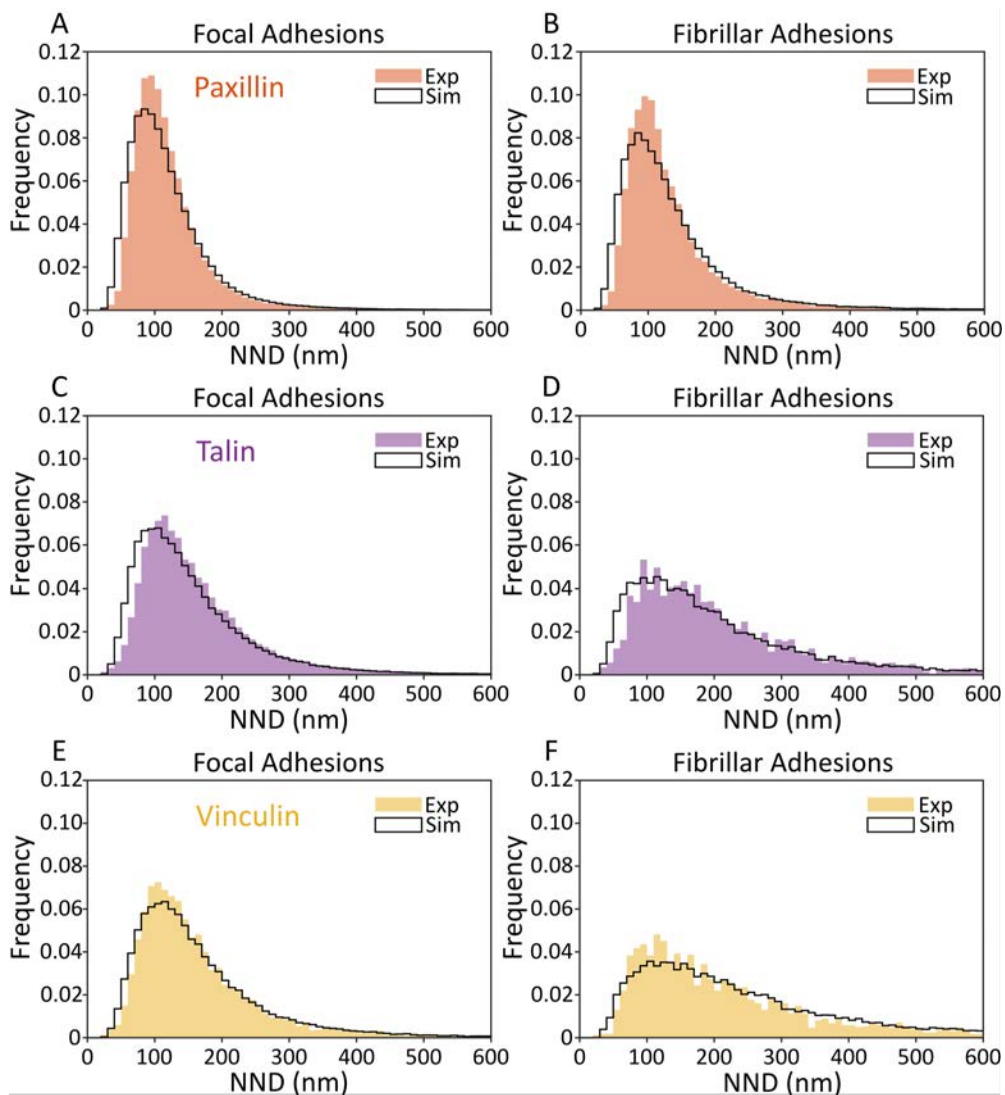 A
Focal Adhesions
0.12
0.10
0.08
0.06
0.04
0.02
0
Frequency
Paxillin
Exp
Sim
0 100 200 300 400 500 600
NND (nm)
B
Fibrillar Adhesions
0.12
0.10
0.08
0.06
0.04
0.02
0
Frequency
Exp
Sim
0 100 200 300 400 500 600
NND (nm)
C
Focal Adhesions
0.12
0.10
0.08
0.06
0.04
0.02
0
Frequency
Talin
Exp
Sim
0 100 200 300 400 500 600
NND (nm)
D
Fibrillar Adhesions
0.12
0.10
0.08
0.06
0.04
0.02
0
Frequency
Exp
Sim
0 100 200 300 400 500 600
NND (nm)
E
Focal Adhesions
0.12
0.10
0.08
0.06
0.04
0.02
0
Frequency
Vinculin
Exp
Sim
0 100 200 300 400 500 600
NND (nm)
F
Fibrillar Adhesions
0.12
0.10
0.08
0.06
0.04
0.02
0
Frequency
Exp
Sim
0 100 200 300 400 500 600
NND (nm)